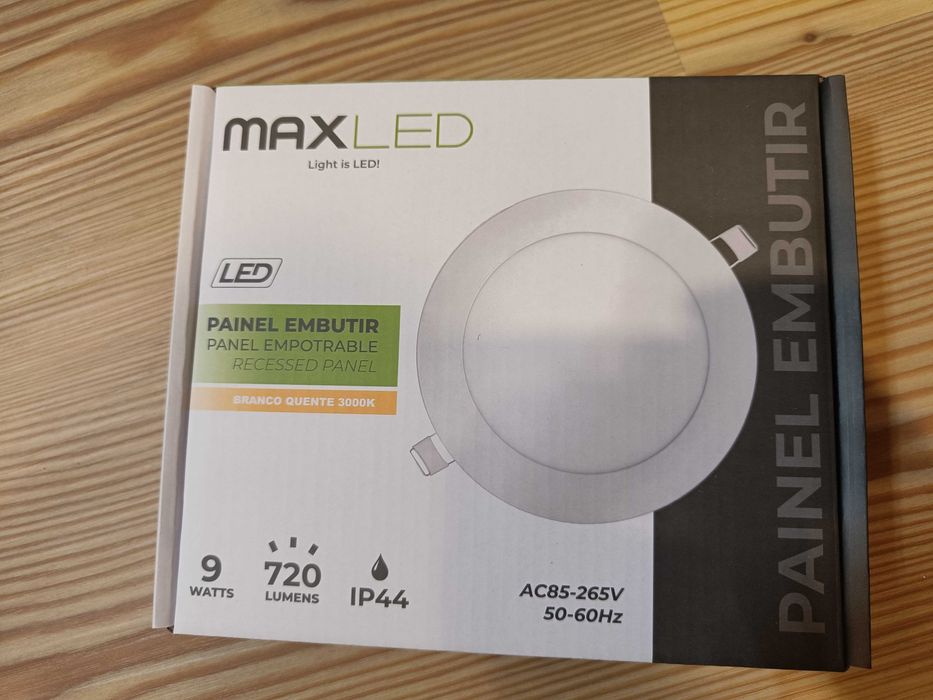 MAXLED
Light is LED!
LED
PAINEL EMBUTIR
PANEL EMPOTRABLE
RECESSED PANEL
BRANCO QUENTE 3000K
9
WATTS
720
LUMENS
IP44
AC85-265V
50-60Hz
PAINEL EMBUTIR